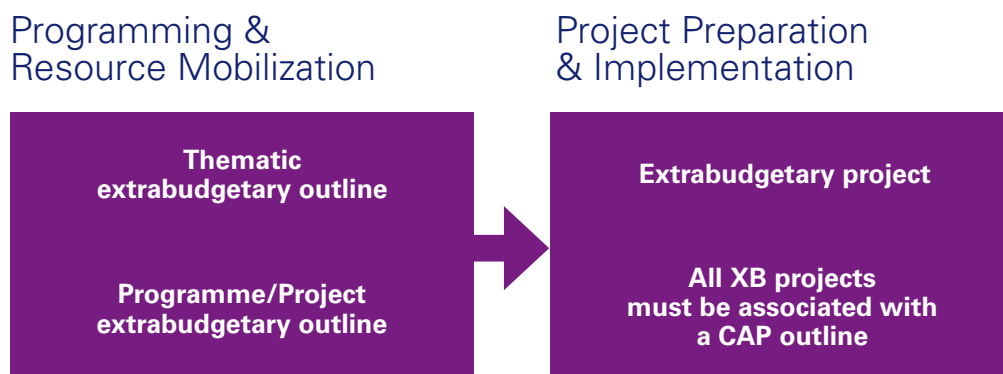 Programming &
Resource Mobilization
Thematic
extrabudgetary outline
Programme/Project
extrabudgetary outline
Project Preparation
& Implementation
Extrabudgetary project
All XB projects
must be associated with
a CAP outline